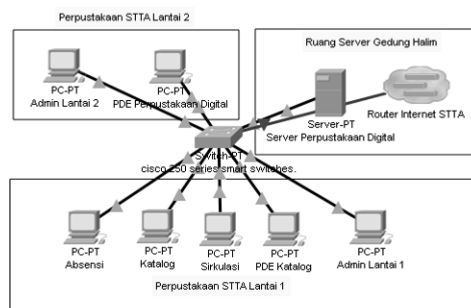 Perpustakaan STTA Lantai 2
PC-PT
Admin Lantai 2
PC-PT
PDE Perpustakaan Digital
Ruang Server Gedung Halim
Server-PT
Server Perpustakaan Digital
Router Internet STTA
Switch-PT
cisco 250 series smart switches.
PC-PT
Absensi
PC-PT
Katalog
PC-PT
Sirkulasi
PC-PT
PDE Katalog
PC-PT
Admin Lantai 1
Perpustakaan STTA Lantai 1